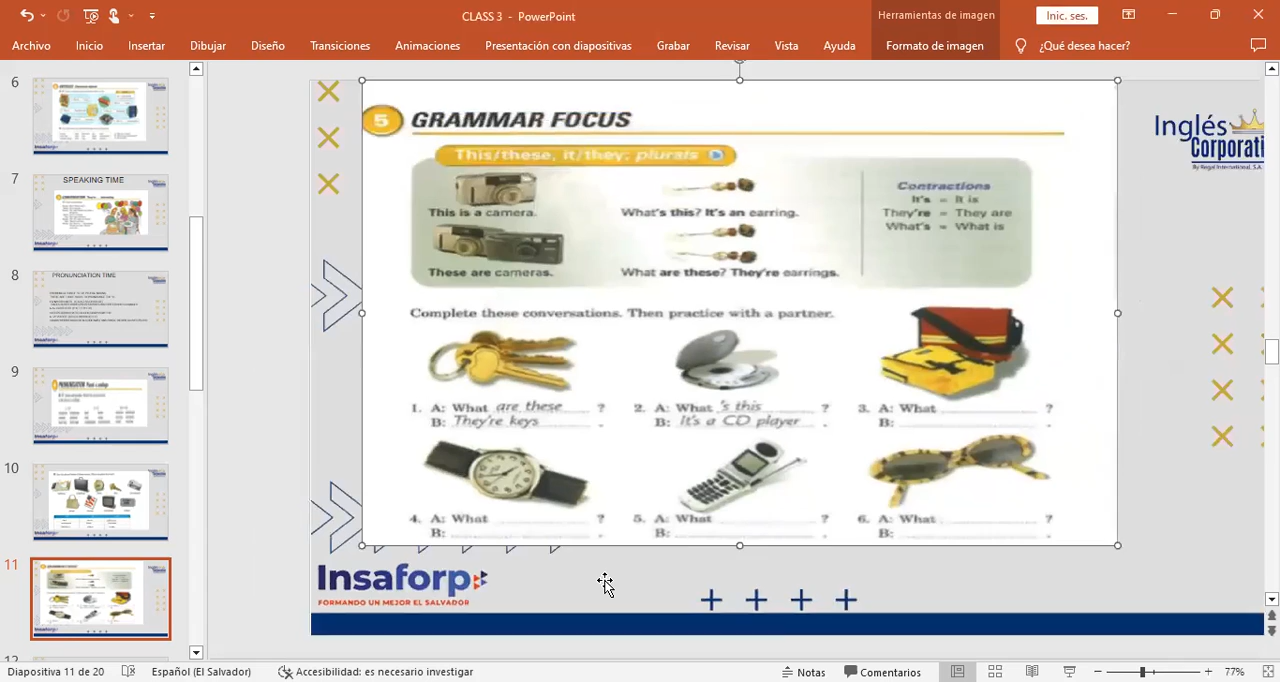 CLASS 3 - PowerPoint
Herramientas de imagen
Inic. ses.
Archivo Inicio Insertar Dibujar Diseño Transiciones Animaciones Presentación con diapositivas Grabar Revisar Vista Ayuda Formato de imagen ¿Qué desea hacer?
6
7
SPEAKING TIME
8
PRONUNCIATION TIME
9
10
11
12
5 GRAMMAR FOCUS
This/these, it/they; plurals
This is a camera.
What's this? It's an earring.
These are cameras.
What are these? They're earrings.
Contractions
It's = It is
They're = They are
What's = What is
Complete these conversations. Then practice with a partner.
1. A: What are these ?
B: They're keys .
2. A: What 's this ?
B: It's a CD player .
3. A: What ?
B: .
4. A: What ?
B: .
5. A: What ?
B: .
6. A: What ?
B: .
Inglés
Corporati
By Regal International, S.A.
Insaforp
FORMANDO UN MEJOR EL SALVADOR
Diapositiva 11 de 20 Español (El Salvador) Accesibilidad: es necesario investigar Notas Comentarios 77%